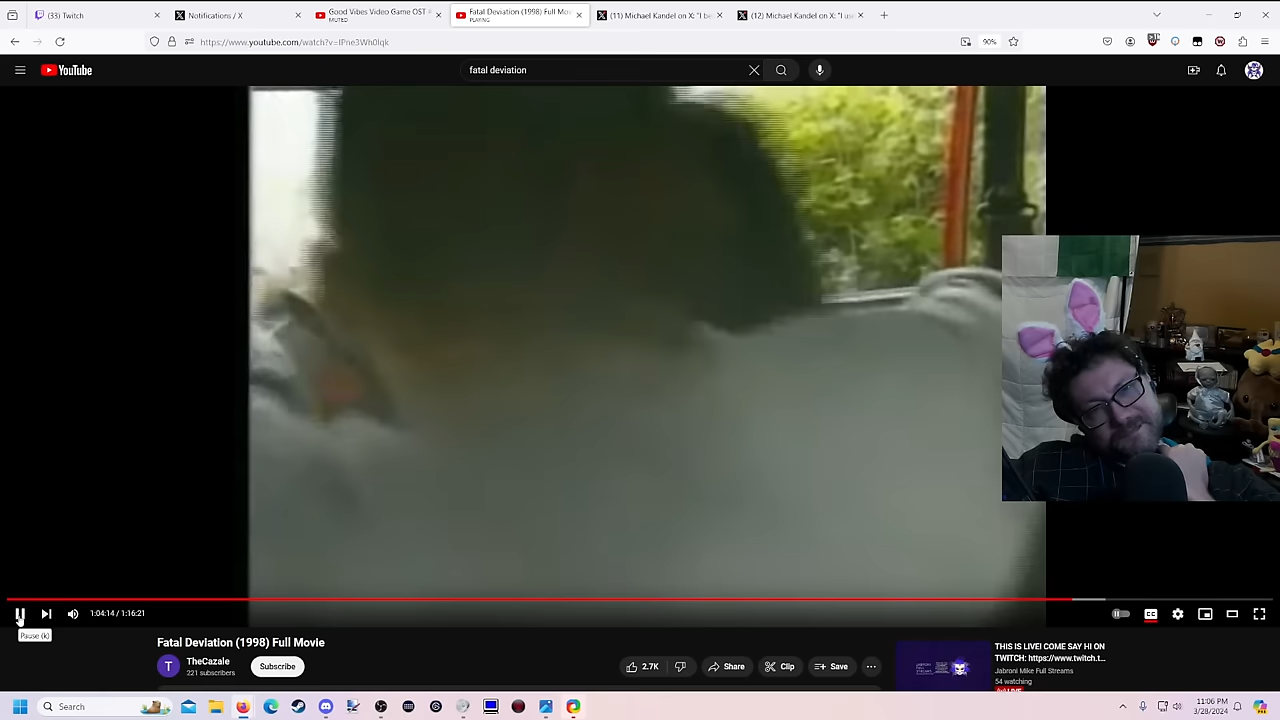 (33) Twitch
Notifications / X
Good Vibes Video Game OST
MUTED
Fatal Deviation (1998) Full Mov
PLAYING
(11) Michael Kandel on X: "I be
(12) Michael Kandel on X: "I us
https://www.youtube.com/watch?v=IPne3Wh0Iqk
90%
YouTube
fatal deviation
1:04:14 / 1:16:21
Pause (k)
Fatal Deviation (1998) Full Movie
T
TheCazale
221 subscribers
Subscribe
2.7K
Share
Clip
Save
THIS IS LIVE! COME SAY HI ON
TWITCH: https://www.twitch.t...
Jabroni Mike Full Streams
54 watching
LIVE
Search
11:06 PM
3/28/2024